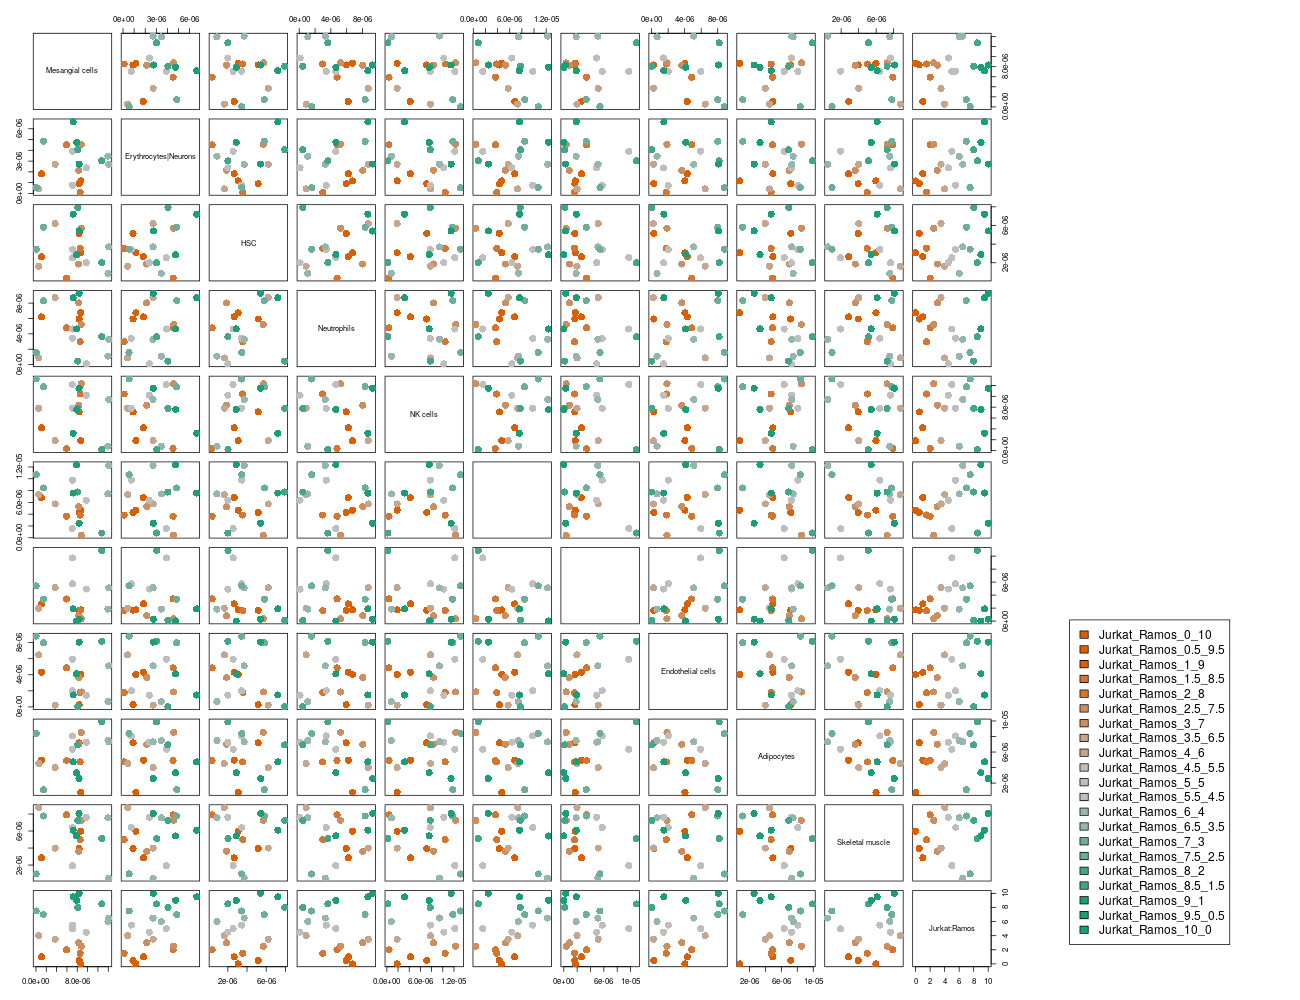 0e+00 3e-06 6e-06 0e+00 4e-06 8e-06 0.0e+00 6.0e-06 1.2e-05 0e+00 4e-06 8e-06 2e-06 6e-06
Mesangial cells
0.0e+00 8.0e-06
Erythrocytes|Neurons
0e+00 3e-06 6e-06
HSC
2e-06 6e-06
Neutrophils
0e+00 4e-06 8e-06
NK cells
0.0e+00 8.0e-06
0.0e+00 6.0e-06 1.2e-05
0e+00 6e-06
Endothelial cells
0e+00 4e-06 8e-06
Adipocytes
2e-06 6e-06 1e-05
Skeletal muscle
2e-06 6e-06
Jurkat:Ramos
0 2 4 6 8 10
0.0e+00 8.0e-06 2e-06 6e-06 0.0e+00 6.0e-06 1.2e-05 0e+00 6e-06 1e-05 2e-06 6e-06 1e-05 0 2 4 6 8 10
Jurkat_Ramos_0_10
Jurkat_Ramos_0.5_9.5
Jurkat_Ramos_1_9
Jurkat_Ramos_1.5_8.5
Jurkat_Ramos_2_8
Jurkat_Ramos_2.5_7.5
Jurkat_Ramos_3_7
Jurkat_Ramos_3.5_6.5
Jurkat_Ramos_4_6
Jurkat_Ramos_4.5_5.5
Jurkat_Ramos_5_5
Jurkat_Ramos_5.5_4.5
Jurkat_Ramos_6_4
Jurkat_Ramos_6.5_3.5
Jurkat_Ramos_7_3
Jurkat_Ramos_7.5_2.5
Jurkat_Ramos_8_2
Jurkat_Ramos_8.5_1.5
Jurkat_Ramos_9_1
Jurkat_Ramos_9.5_0.5
Jurkat_Ramos_10_0